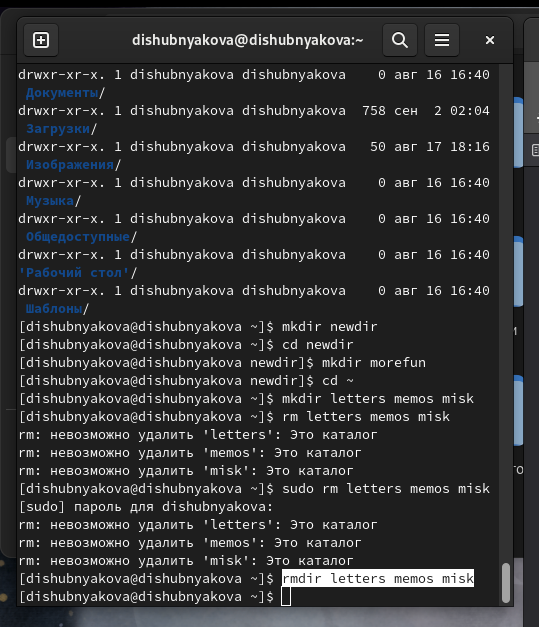 dishubnyakova@dishubnyakova:~
drwxr-xr-x. 1 dishubnyakova dishubnyakova    0 авг 16 16:40
Документы/
drwxr-xr-x. 1 dishubnyakova dishubnyakova  758 сен  2 02:04
Загрузки/
drwxr-xr-x. 1 dishubnyakova dishubnyakova   50 авг 17 18:16
Изображения/
drwxr-xr-x. 1 dishubnyakova dishubnyakova    0 авг 16 16:40
Музыка/
drwxr-xr-x. 1 dishubnyakova dishubnyakova    0 авг 16 16:40
Общедоступные/
drwxr-xr-x. 1 dishubnyakova dishubnyakova    0 авг 16 16:40
'Рабочий стол'/
drwxr-xr-x. 1 dishubnyakova dishubnyakova    0 авг 16 16:40
Шаблоны/
[dishubnyakova@dishubnyakova ~]$ mkdir newdir
[dishubnyakova@dishubnyakova ~]$ cd newdir
[dishubnyakova@dishubnyakova newdir]$ mkdir morefun
[dishubnyakova@dishubnyakova newdir]$ cd ~
[dishubnyakova@dishubnyakova ~]$ mkdir letters memos misk
[dishubnyakova@dishubnyakova ~]$ rm letters memos misk
rm: невозможно удалить 'letters': Это каталог
rm: невозможно удалить 'memos': Это каталог
rm: невозможно удалить 'misk': Это каталог
[dishubnyakova@dishubnyakova ~]$ sudo rm letters memos misk
[sudo] пароль для dishubnyakova:
rm: невозможно удалить 'letters': Это каталог
rm: невозможно удалить 'memos': Это каталог
rm: невозможно удалить 'misk': Это каталог
[dishubnyakova@dishubnyakova ~]$ rmdir letters memos misk
[dishubnyakova@dishubnyakova ~]$